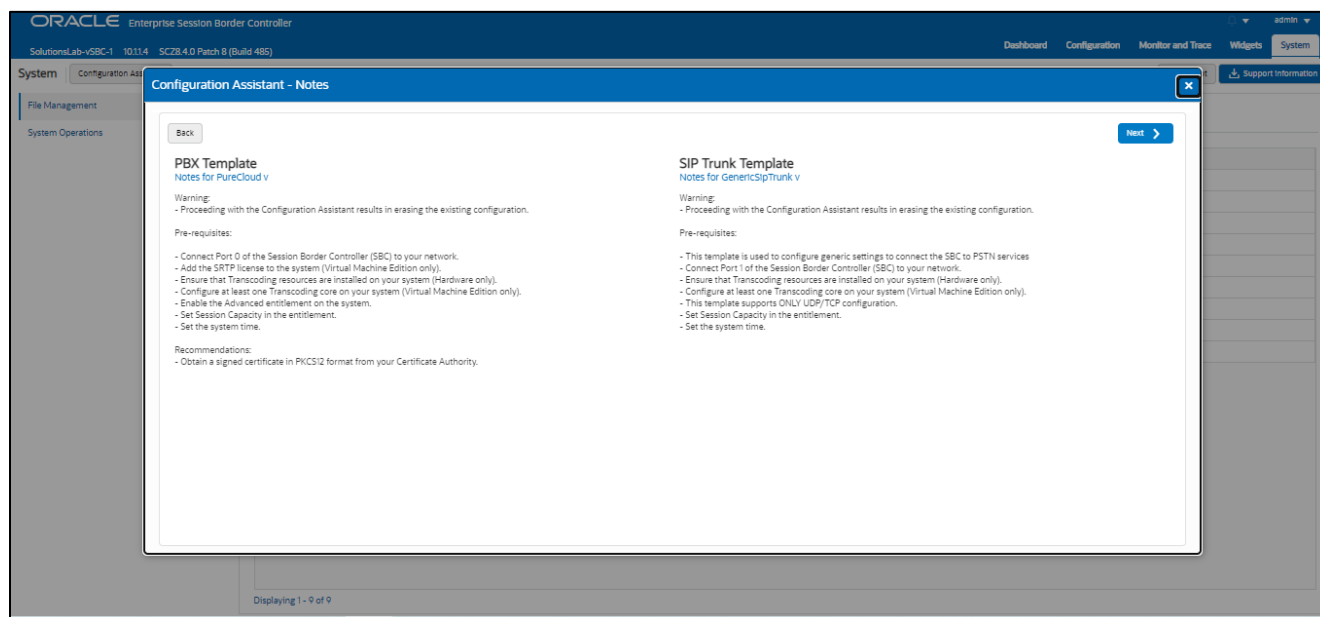 ORACLE Enterprise Session Border Controller
admin
SolutionsLab-vSBC-1 10.1.1.4 SCZ8.4.0 Patch 8 (Build 485)
Dashboard Configuration Monitor and Trace Widgets System
System Configuration Ass
Support Information
File Management
System Operations
Configuration Assistant - Notes
Back
Next
PBX Template
Notes for PureCloud v
Warning:
- Proceeding with the Configuration Assistant results in erasing the existing configuration.
Pre-requisites:
- Connect Port 0 of the Session Border Controller (SBC) to your network.
- Add the SRTP license to the system (Virtual Machine Edition only).
- Ensure that Transcoding resources are installed on your system (Hardware only).
- Configure at least one Transcoding core on your system (Virtual Machine Edition only).
- Enable the Advanced entitlement on the system.
- Set Session Capacity in the entitlement.
- Set the system time.
Recommendations:
- Obtain a signed certificate in PKCS12 format from your Certificate Authority.
SIP Trunk Template
Notes for GenericSipTrunk v
Warning:
- Proceeding with the Configuration Assistant results in erasing the existing configuration.
Pre-requisites:
- This template is used to configure generic settings to connect the SBC to PSTN services
- Connect Port 1 of the Session Border Controller (SBC) to your network.
- Ensure that Transcoding resources are installed on your system (Hardware only).
- Configure at least one Transcoding core on your system (Virtual Machine Edition only).
- This template supports ONLY UDP/TCP configuration.
- Set Session Capacity in the entitlement.
- Set the system time.
Displaying 1 - 9 of 9